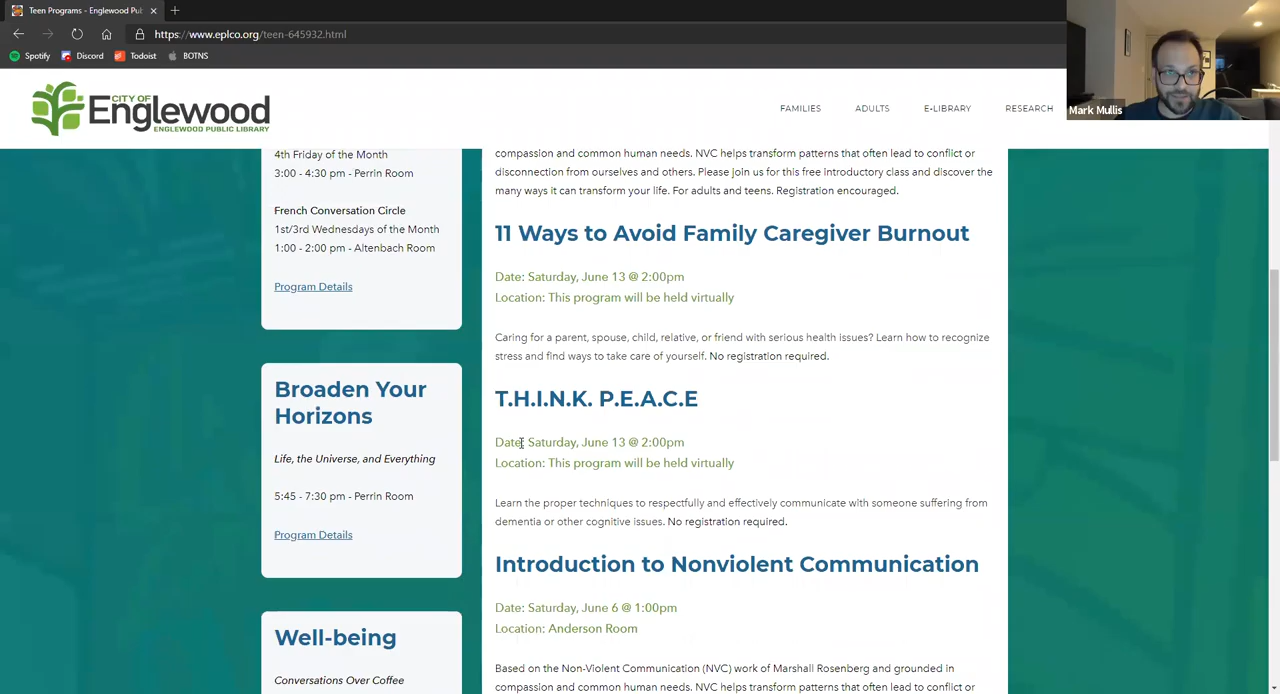 Teen Programs - Englewood Pu
https://www.eplco.org/teen-645932.html
Spotify
Discord
Todoist
BOTNS
Mark Mullis
CITY OF
Englewood
ENGLEWOOD PUBLIC LIBRARY
FAMILIES
ADULTS
E-LIBRARY
RESEARCH
4th Friday of the Month
3:00 - 4:30 pm - Perrin Room
French Conversation Circle
1st/3rd Wednesdays of the Month
1:00 - 2:00 pm - Altenbach Room
Program Details
Broaden Your
Horizons
Life, the Universe, and Everything
5:45 - 7:30 pm - Perrin Room
Program Details
Well-being
Conversations Over Coffee
compassion and common human needs. NVC helps transform patterns that often lead to conflict or
disconnection from ourselves and others. Please join us for this free introductory class and discover the
many ways it can transform your life. For adults and teens. Registration encouraged.
11 Ways to Avoid Family Caregiver Burnout
Date: Saturday, June 13 @ 2:00pm
Location: This program will be held virtually
Caring for a parent, spouse, child, relative, or friend with serious health issues? Learn how to recognize
stress and find ways to take care of yourself. No registration required.
T.H.I.N.K. P.E.A.C.E
Date: Saturday, June 13 @ 2:00pm
Location: This program will be held virtually
Learn the proper techniques to respectfully and effectively communicate with someone suffering from
dementia or other cognitive issues. No registration required.
Introduction to Nonviolent Communication
Date: Saturday, June 6 @ 1:00pm
Location: Anderson Room
Based on the Non-Violent Communication (NVC) work of Marshall Rosenberg and grounded in
compassion and common human needs. NVC helps transform patterns that often lead to conflict or